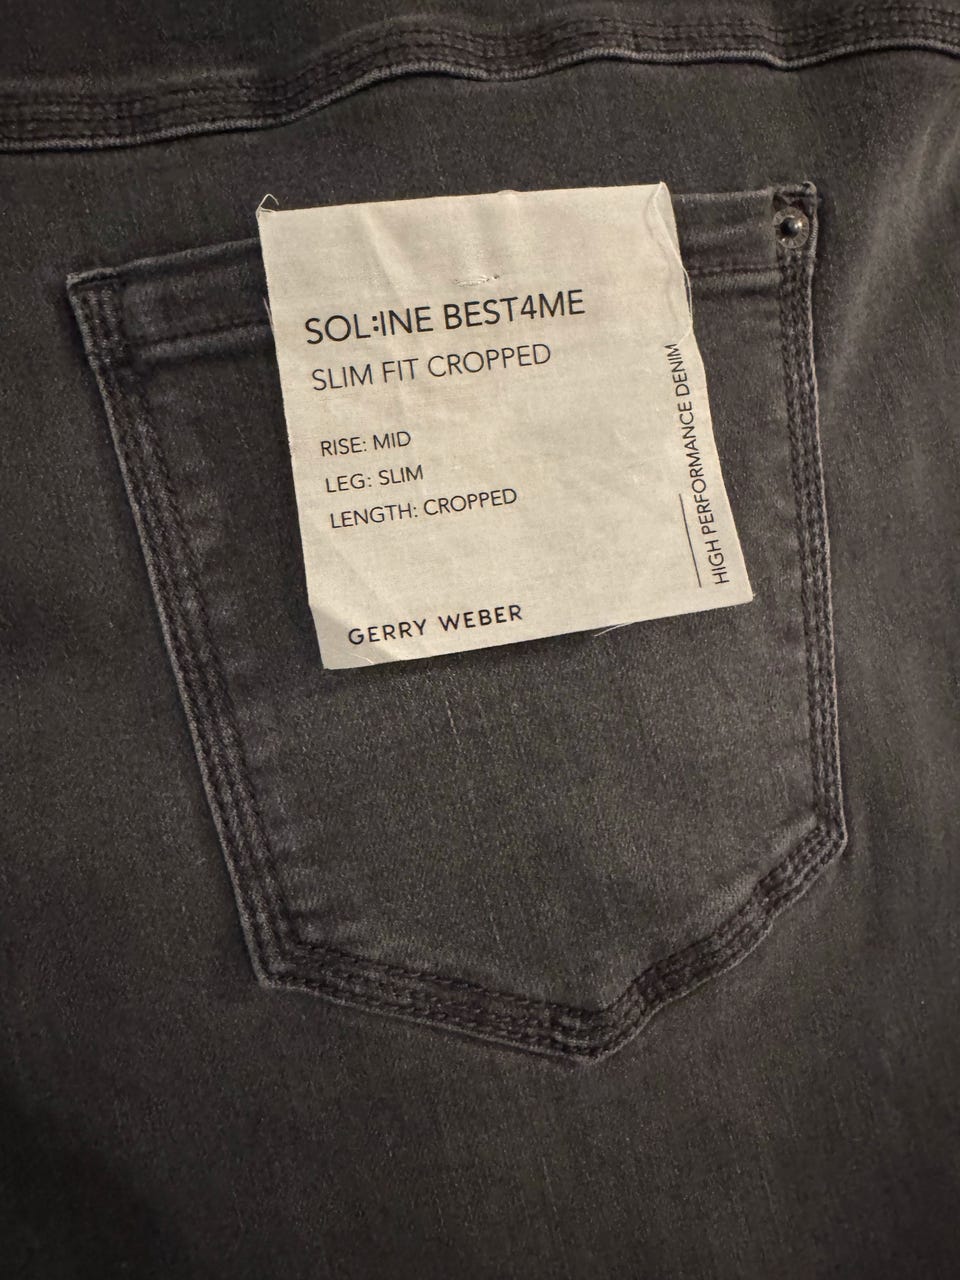 SOL:INE BEST4ME
SLIM FIT CROPPED
RISE: MID
LEG: SLIM
LENGTH: CROPPED
GERRY WEBER
HIGH PERFORMANCE DENIM